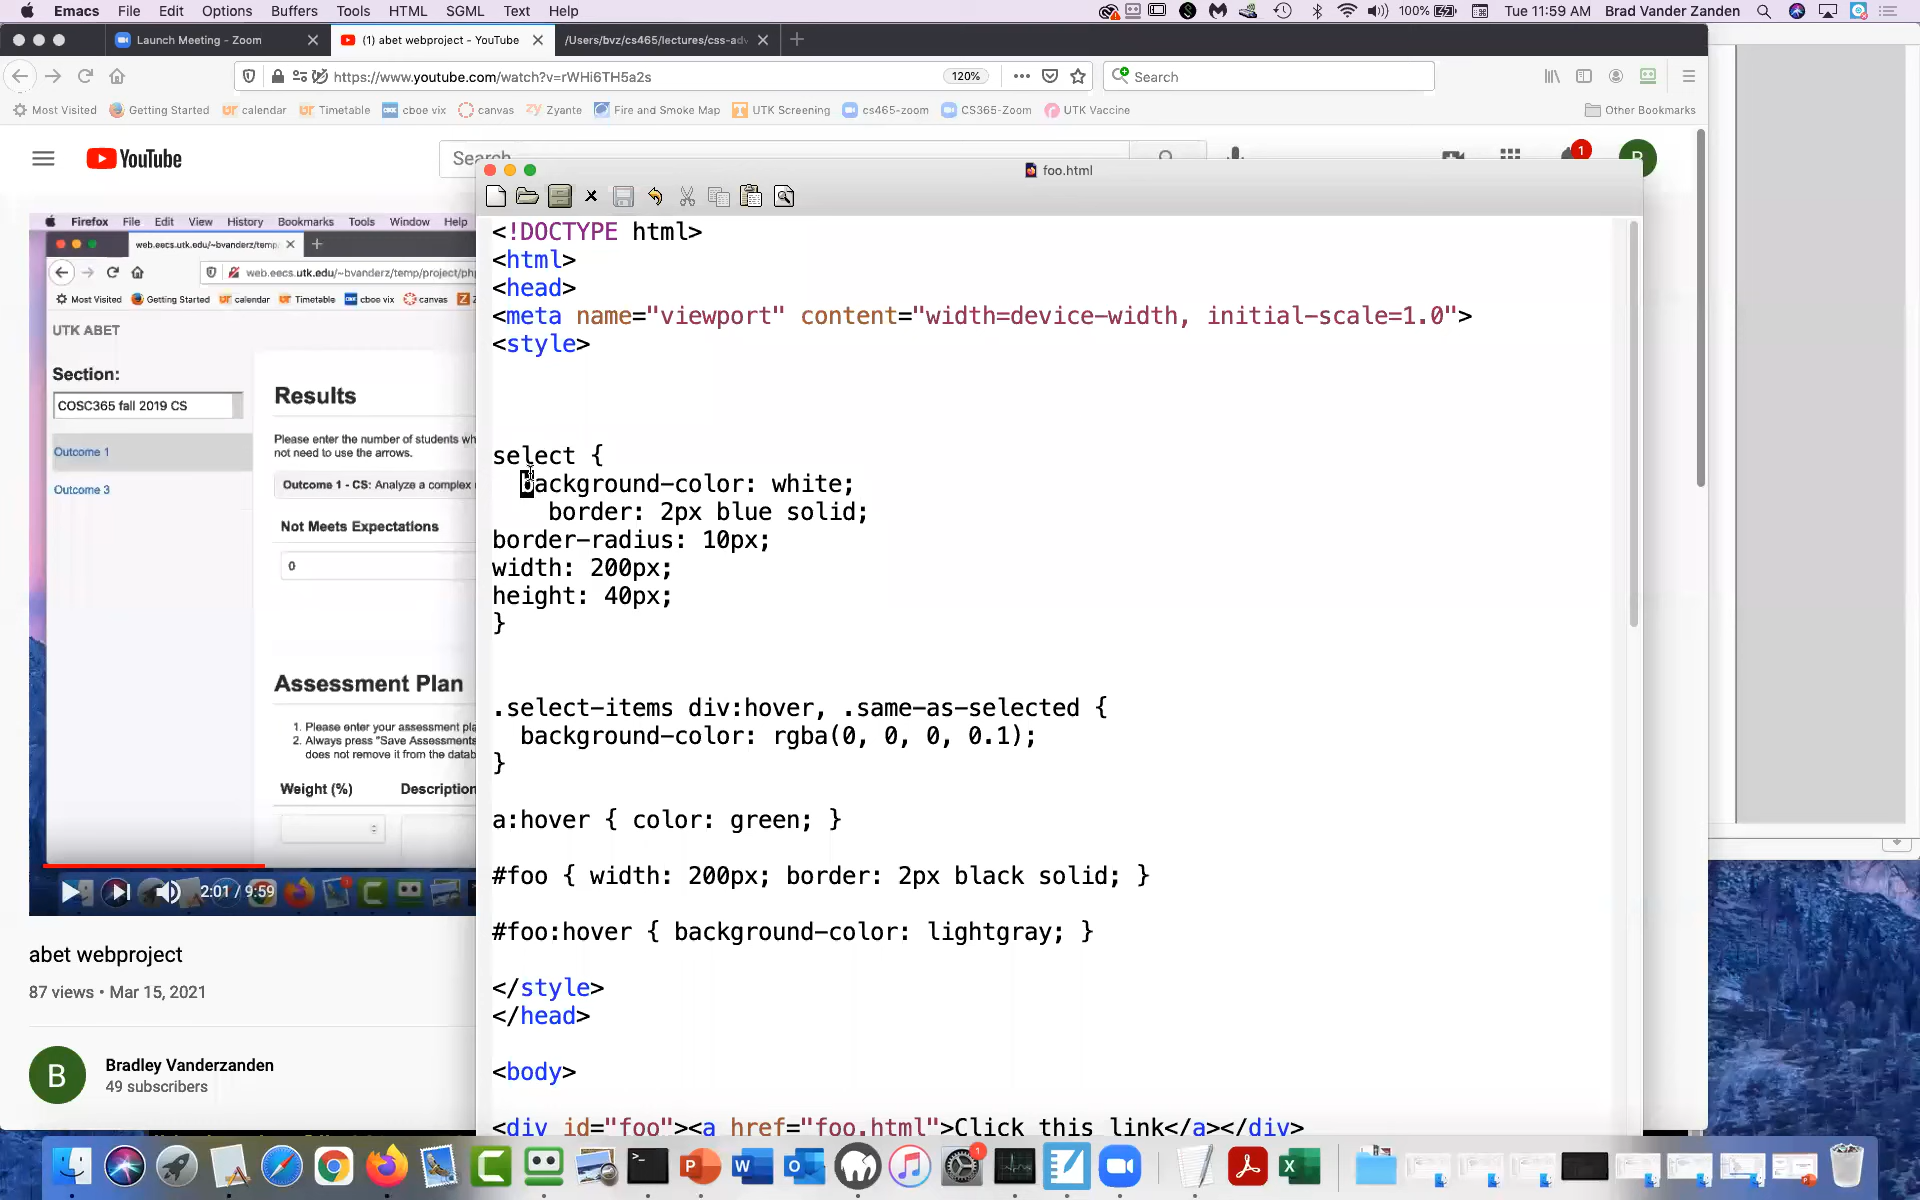 Emacs File Edit Options Buffers Tools HTML SGML Text Help 100% Tue 11:59 AM Brad Vander Zanden
Launch Meeting - Zoom (1) abet webproject - YouTube /Users/bvz/cs465/lectures/css-adv
https://www.youtube.com/watch?v=rWHi6TH5a2s 120% Search
Most Visited Getting Started calendar Timetable cboe vix canvas Zyante Fire and Smoke Map UTK Screening cs465-zoom CS365-Zoom UTK Vaccine Other Bookmarks
YouTube Search 1 B
foo.html
Firefox File Edit View History Bookmarks Tools Window Help
web.eecs.utk.edu/~bvanderz/temp/
web.eecs.utk.edu/~bvanderz/temp/project/php
Most Visited Getting Started calendar Timetable cboe vix canvas
UTK ABET
Section:
COSC365 fall 2019 CS
Outcome 1
Outcome 3
Results
Please enter the number of students wh
not need to use the arrows.
Outcome 1 - CS: Analyze a complex
Not Meets Expectations
0
Assessment Plan
1. Please enter your assessment pla
2. Always press "Save Assessments
does not remove it from the datab
Weight (%) Description
2:01 / 9:59
abet webproject
87 views • Mar 15, 2021
B
Bradley Vanderzanden
49 subscribers
<!DOCTYPE html>
<html>
<head>
<meta name="viewport" content="width=device-width, initial-scale=1.0">
<style>
select {
background-color: white;
border: 2px blue solid;
border-radius: 10px;
width: 200px;
height: 40px;
}
.select-items div:hover, .same-as-selected {
background-color: rgba(0, 0, 0, 0.1);
}
a:hover { color: green; }
#foo { width: 200px; border: 2px black solid; }
#foo:hover { background-color: lightgray; }
</style>
</head>
<body>
<div id="foo"><a href="foo.html">Click this link</a></div>